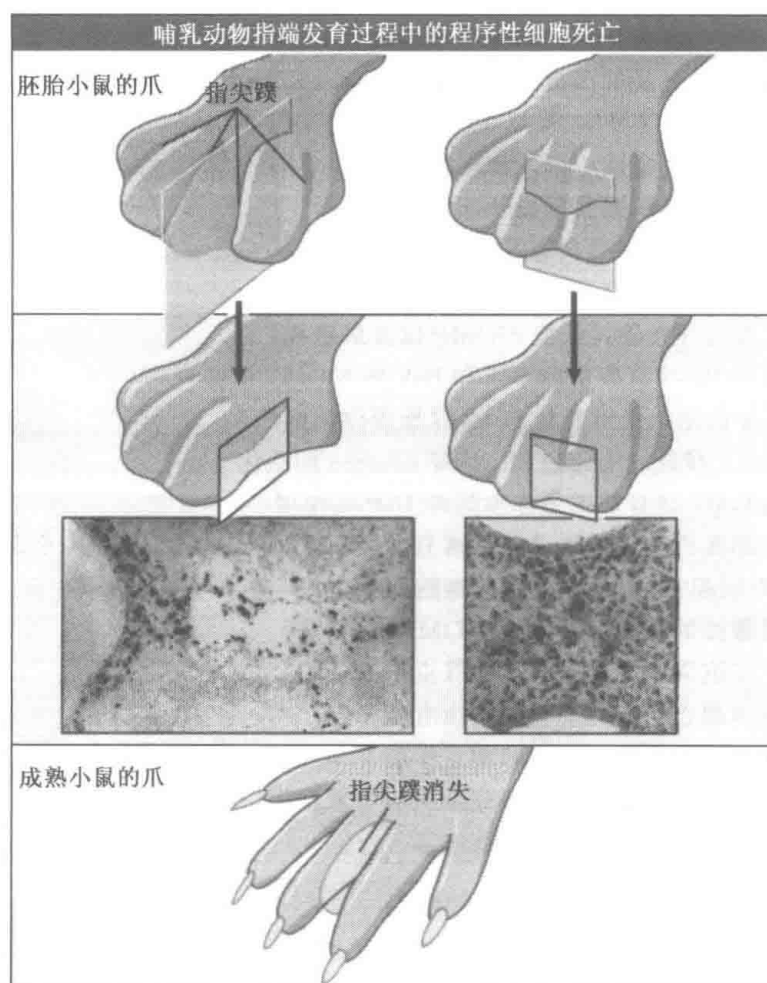 哺乳动物指端发育过程中的程序性细胞死亡
胚胎小鼠的爪
指尖蹼
成熟小鼠的爪
指尖蹼消失